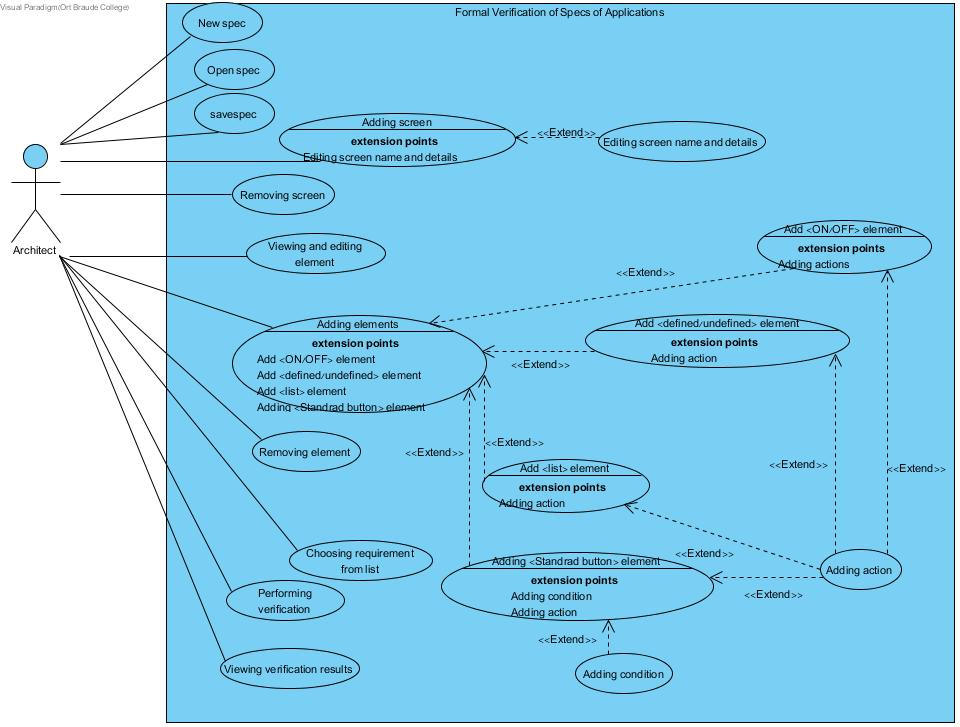 Visual Paradigm(Ort Braude College)
Formal Verification of Specs of Applications
New spec
Open spec
savespec
Adding screen
extension points
Editing screen name and details
<<Extend>>
Editing screen name and details
Removing screen
Architect
Viewing and editing
element
Add <ON/OFF> element
extension points
Adding actions
<<Extend>>
Adding elements
extension points
Add <ON/OFF> element
Add <defined/undefined> element
Add <list> element
Adding <Standrad button> element
Add <defined/undefined> element
extension points
Adding action
<<Extend>>
Removing element
<<Extend>>
<<Extend>>
Add <list> element
extension points
Adding action
<<Extend>>
<<Extend>>
Choosing requirement
from list
<<Extend>>
Adding <Standrad button> element
extension points
Adding condition
Adding action
Adding action
<<Extend>>
Performing
verification
<<Extend>>
Viewing verification results
Adding condition